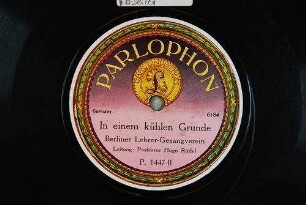 PARLOPHON
Germany.
6184
In einem kühlen Grunde
Berliner Lehrer-Gesangverein
Leitung: Professor Hugo Rüdel
P. 1447-II